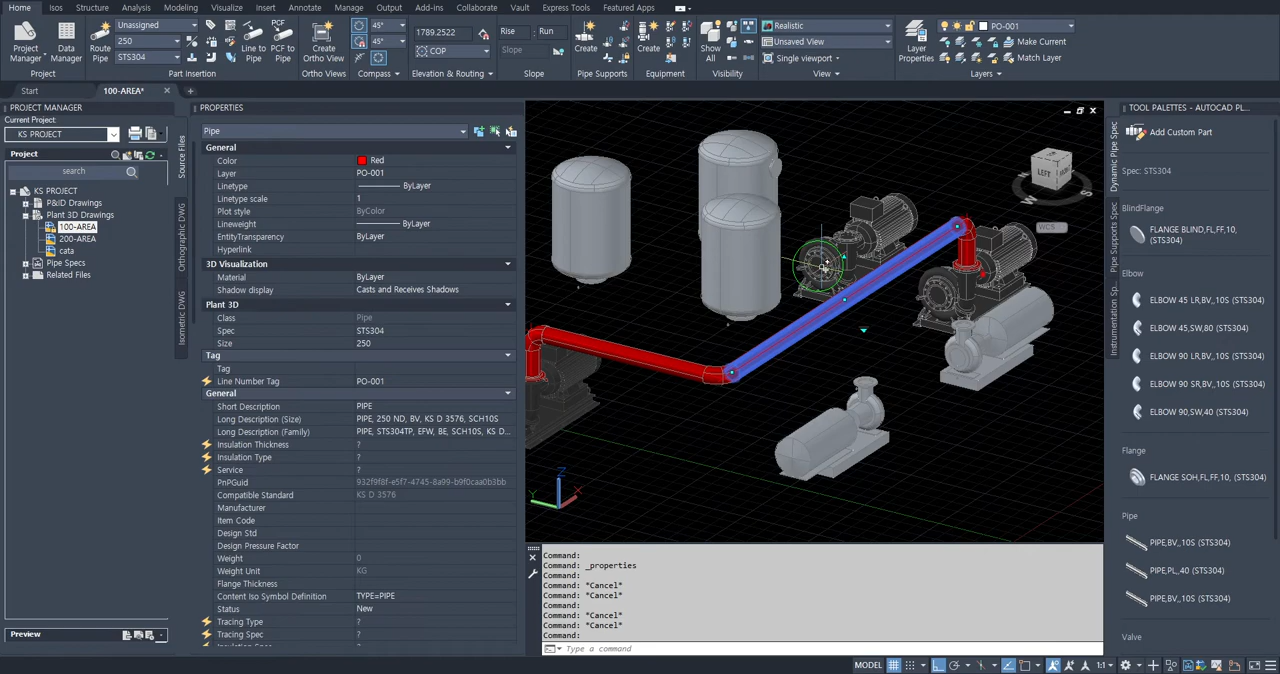 Home Isos Structure Analysis Modeling Visualize Insert Annotate Manage Output Add-ins Collaborate Vault Express Tools Featured Apps
Project Manager
Data Manager
Project
Route Pipe
Unassigned
250
STS304
Line to Pipe
PCF to Pipe
Part Insertion
Create Ortho View
Ortho Views
45°
45°
Compass
1789.2522
COP
Elevation & Routing
Rise Run
Slope
Slope
Create
Pipe Supports
Create
Equipment
Show All
Visibility
Realistic
Unsaved View
Single viewport
View
Layer Properties
PO-001
Make Current
Match Layer
Layers
Start
100-AREA*
PROJECT MANAGER
Current Project:
KS PROJECT
Project
search
KS PROJECT
P&ID Drawings
Plant 3D Drawings
100-AREA
200-AREA
cata
Pipe Specs
Related Files
Preview
Source Files
Orthographic DWG
Isometric DWG
PROPERTIES
Pipe
General
Color Red
Layer PO-001
Linetype ByLayer
Linetype scale 1
Plot style ByColor
Lineweight ByLayer
EntityTransparency ByLayer
Hyperlink
3D Visualization
Material ByLayer
Shadow display Casts and Receives Shadows
Plant 3D
Class Pipe
Spec STS304
Size 250
Tag
Tag
Line Number Tag PO-001
General
Short Description PIPE
Long Description (Size) PIPE, 250 ND, BV, KS D 3576, SCH10S
Long Description (Family) PIPE, STS304TP, EFW, BE, SCH10S, KS D...
Insulation Thickness ?
Insulation Type ?
Service ?
PnPGuid 932f9f8f-e5f7-4745-8a99-b9f0caa0b3bb
Compatible Standard KS D 3576
Manufacturer
Item Code
Design Std
Design Pressure Factor
Weight 0
Weight Unit KG
Flange Thickness
Content Iso Symbol Definition TYPE=PIPE
Status New
Tracing Type ?
Tracing Spec ?
LEFT
WCS
Z
X
Y
Command:
Command: _properties
Command:
Command: *Cancel*
Command: *Cancel*
Command:
Command: *Cancel*
Command: *Cancel*
Command:
Type a command
TOOL PALETTES - AUTOCAD PL...
Dynamic Pipe Spec
Pipe Supports Spec
Instrumentation Sp...
Add Custom Part
Spec: STS304
BlindFlange
FLANGE BLIND,FL,FF,10, (STS304)
Elbow
ELBOW 45 LR,BV,_10S (STS304)
ELBOW 45,SW,80 (STS304)
ELBOW 90 LR,BV,_10S (STS304)
ELBOW 90 SR,BV,_10S (STS304)
ELBOW 90,SW,40 (STS304)
Flange
FLANGE SOH,FL,FF,10, (STS304)
Pipe
PIPE,BV,_10S (STS304)
PIPE,PL,40 (STS304)
PIPE,BV,_10S (STS304)
Valve
MODEL
1:1